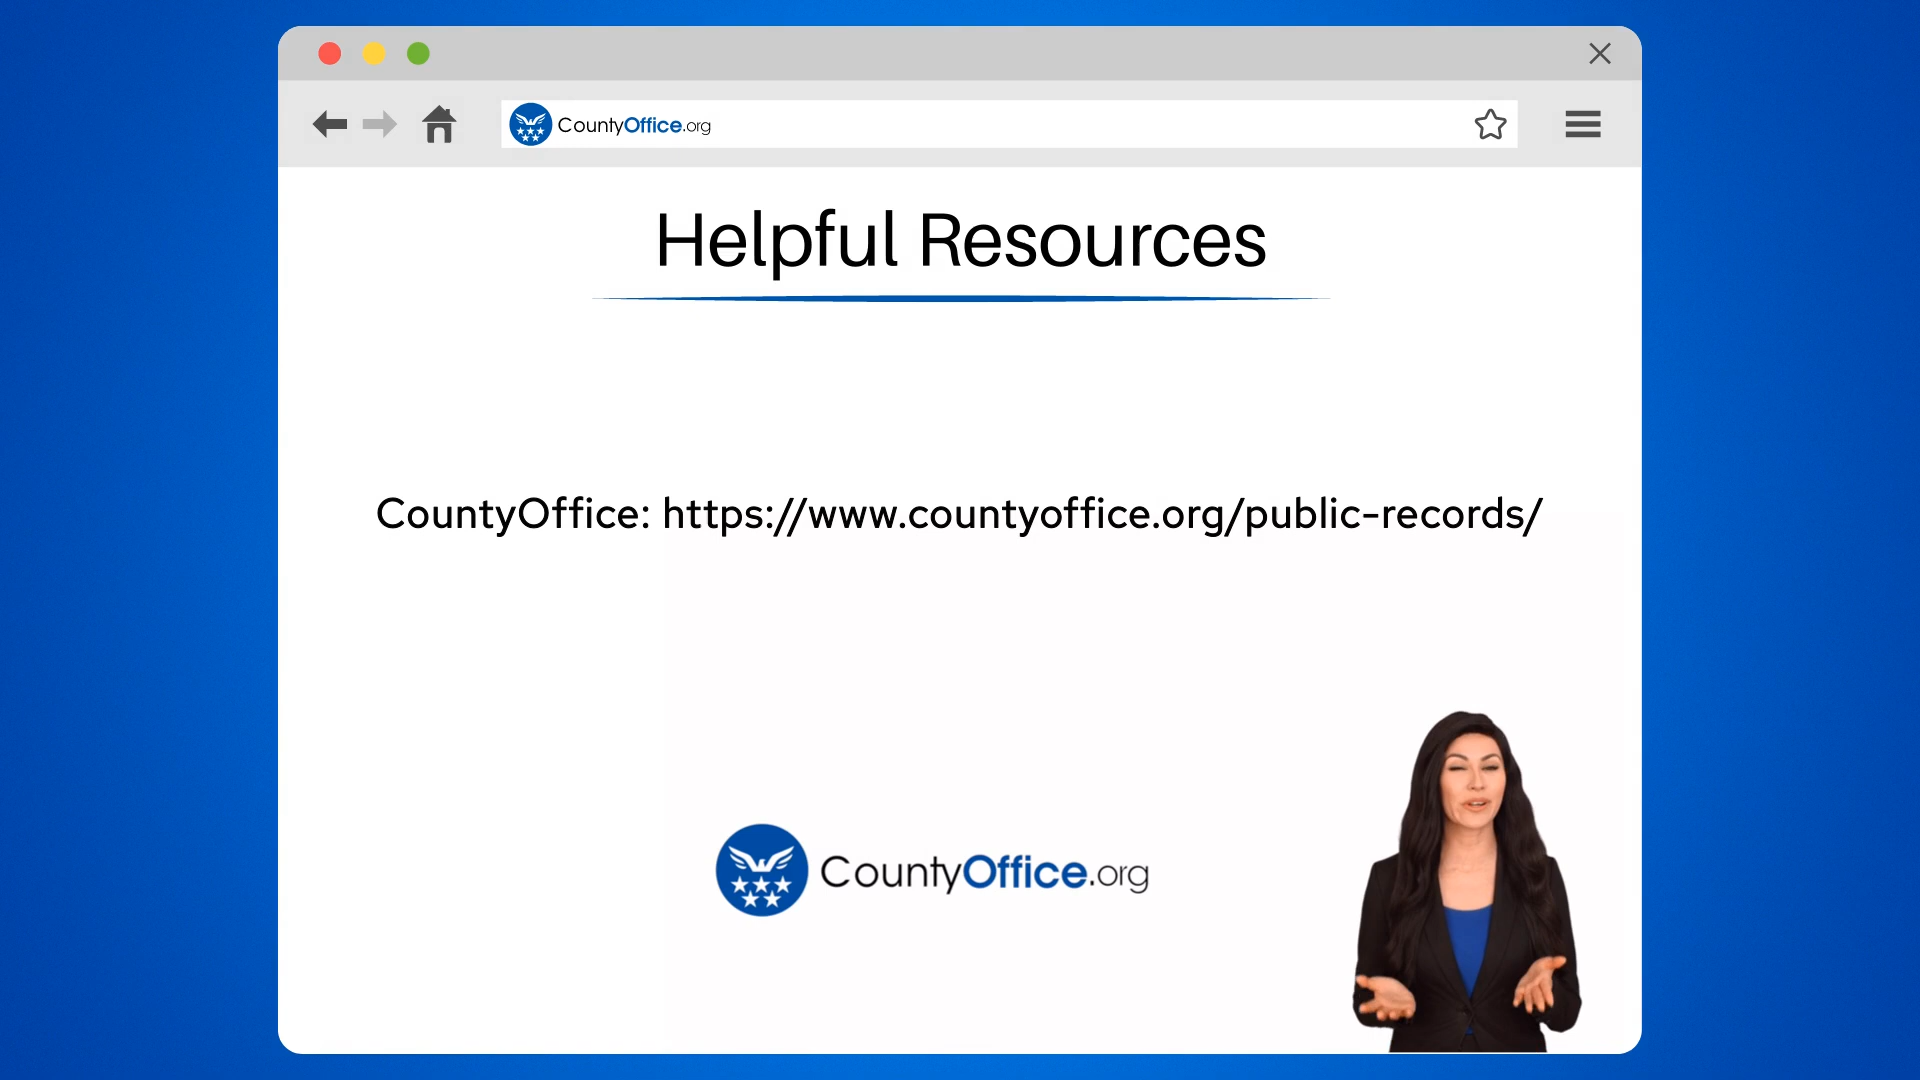 CountyOffice.org
Helpful Resources
CountyOffice: https://www.countyoffice.org/public-records/
CountyOffice.org